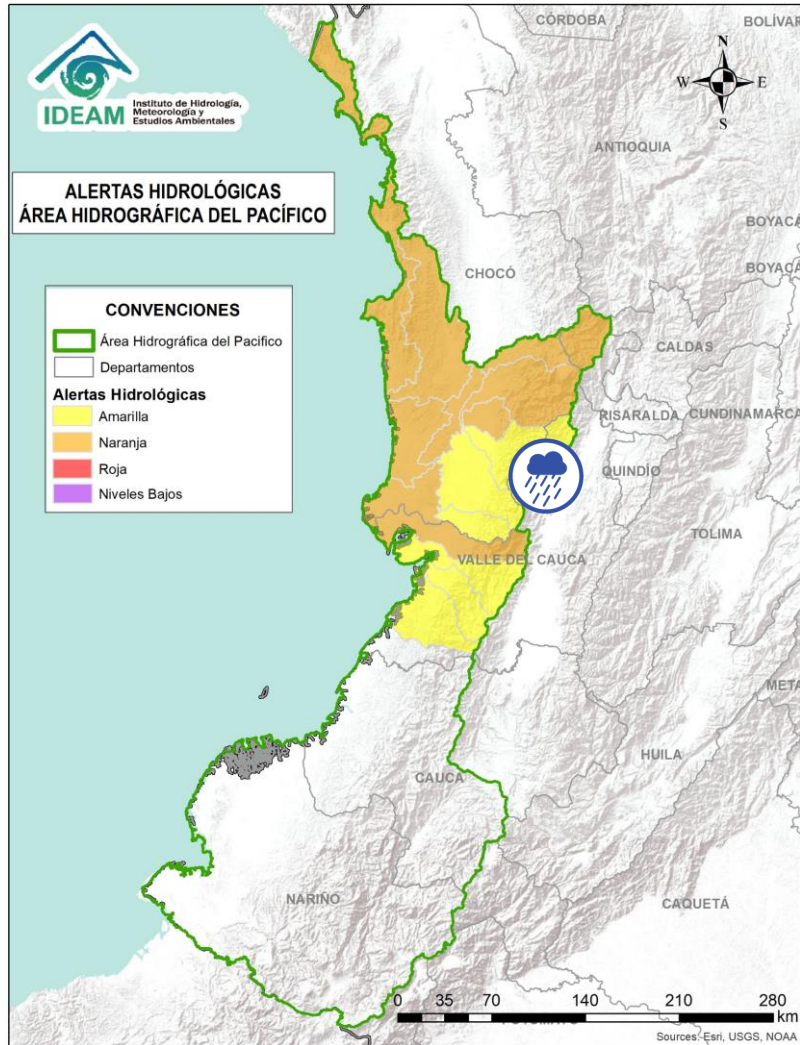 CÓRDOBA
BOLÍVAR
N
W E
S
IDEAM
Instituto de Hidrología,
Meteorología y
Estudios Ambientales
ANTIOQUIA
ALERTAS HIDROLÓGICAS
ÁREA HIDROGRÁFICA DEL PACÍFICO
BOYACÁ
BOYACÁ
CHOCÓ
CONVENCIONES
Área Hidrográfica del Pacifico
Departamentos
Alertas Hidrológicas
Amarilla
Naranja
Roja
Niveles Bajos
CALDAS
RISARALDA
CUNDINAMARCA
QUINDÍO
TOLIMA
VALLE DEL CAUCA
META
HUILA
CAUCA
NARIÑO
CAQUETÁ
0 35 70 140 210 280
km
Sources: Esri, USGS, NOAA